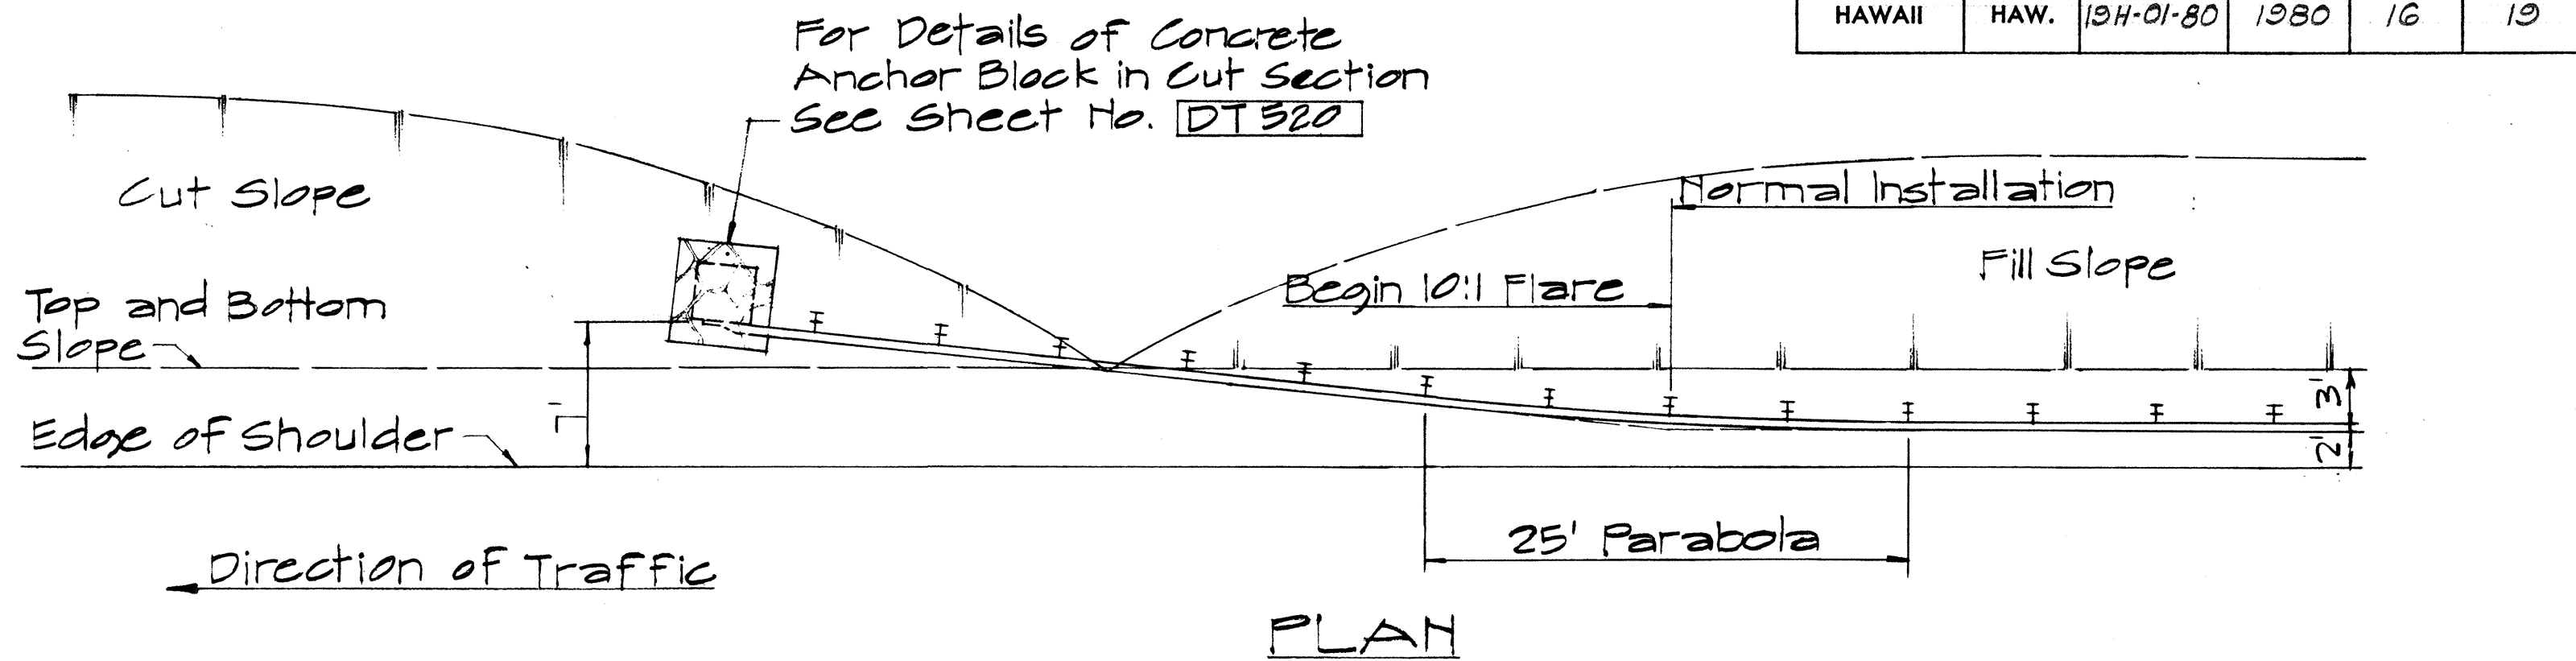 HAWAII HAW. 19H-01-80 1980 16 19
For Details of Concrete
Anchor Block in Cut Section
See Sheet No. DT 520
Cut Slope
Normal Installation
Fill Slope
Begin 10:1 Flare
Top and Bottom
Slope
Edge of Shoulder
3'
2'
25' Parabola
Direction of Traffic
PLAN